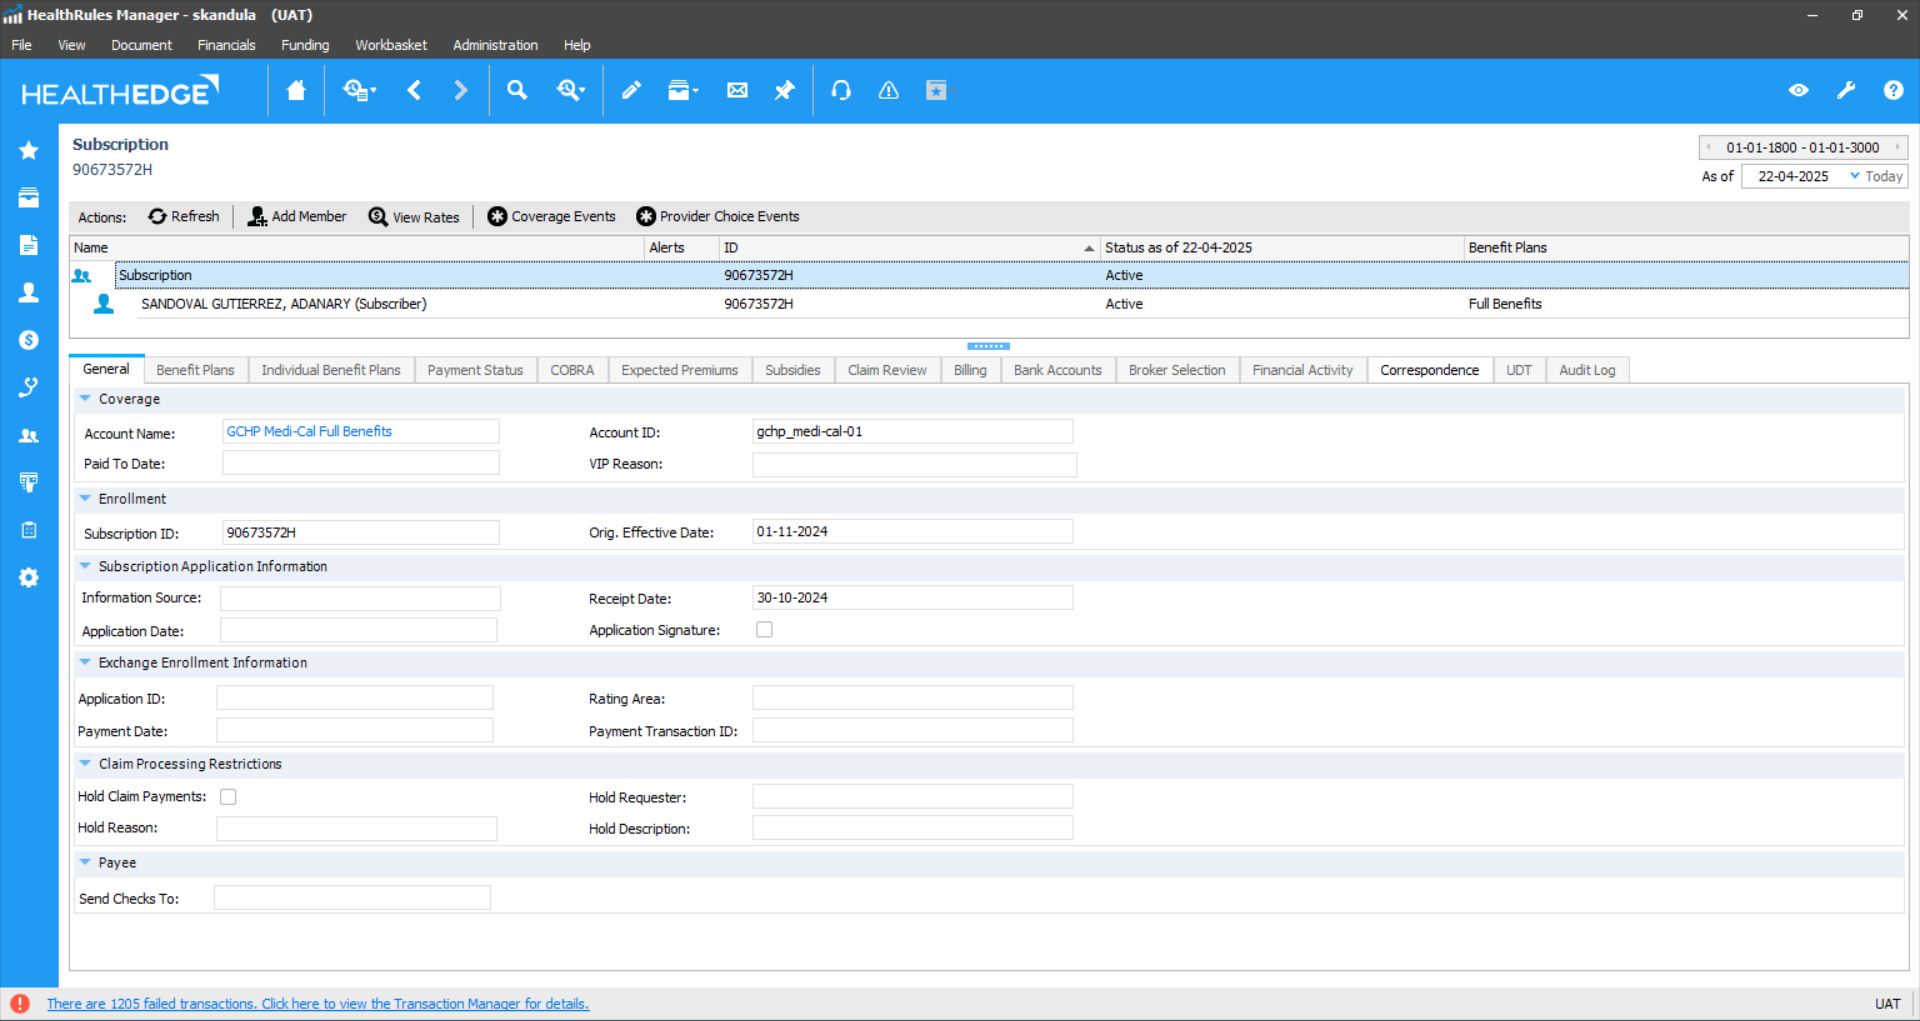 HealthRules Manager - skandula (UAT)
File View Document Financials Funding Workbasket Administration Help
HEALTHEDGE
Subscription
90673572H
01-01-1800 - 01-01-3000
As of 22-04-2025 Today
Actions: Refresh Add Member View Rates Coverage Events Provider Choice Events
Name Alerts ID Status as of 22-04-2025 Benefit Plans
Subscription 90673572H Active
SANDOVAL GUTIERREZ, ADANARY (Subscriber) 90673572H Active Full Benefits
General Benefit Plans Individual Benefit Plans Payment Status COBRA Expected Premiums Subsidies Claim Review Billing Bank Accounts Broker Selection Financial Activity Correspondence UDT Audit Log
Coverage
Account Name: GCHP Medi-Cal Full Benefits Account ID: gchp_medi-cal-01
Paid To Date: VIP Reason:
Enrollment
Subscription ID: 90673572H Orig. Effective Date: 01-11-2024
Subscription Application Information
Information Source: Receipt Date: 30-10-2024
Application Date: Application Signature:
Exchange Enrollment Information
Application ID: Rating Area:
Payment Date: Payment Transaction ID:
Claim Processing Restrictions
Hold Claim Payments: Hold Requester:
Hold Reason: Hold Description:
Payee
Send Checks To:
There are 1205 failed transactions. Click here to view the Transaction Manager for details. UAT